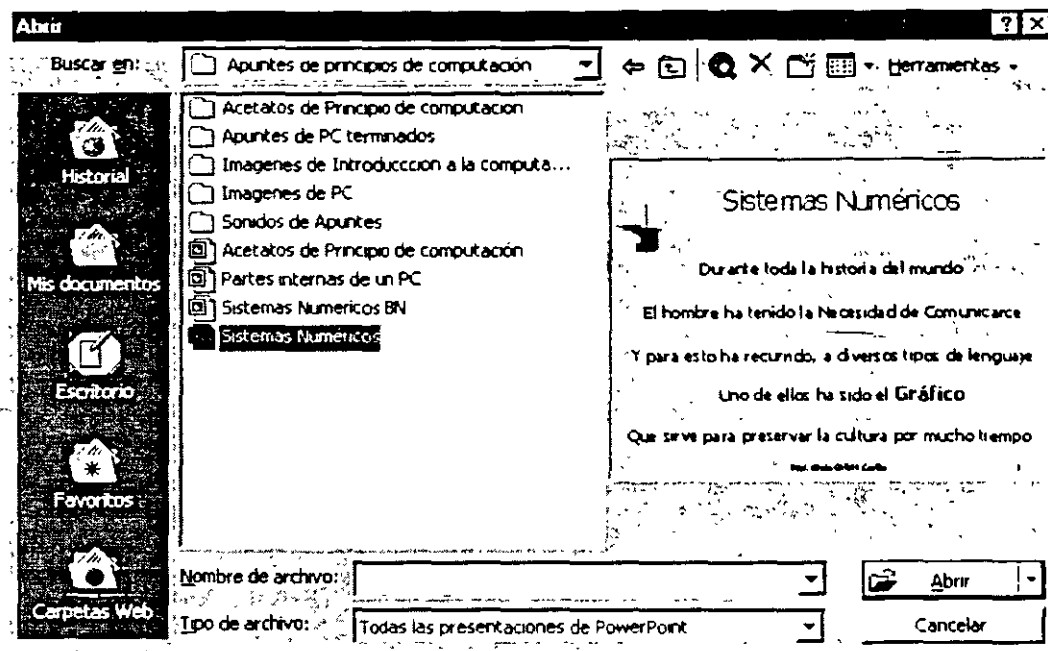 Abrir
Buscar en:
Apuntes de principios de computación
Herramientas
Historial
Mis documentos
Escritorio
Favoritos
Carpetas Web
Acetatos de Principio de computacion
Apuntes de PC terminados
Imagenes de Introducccion a la computa...
Imagenes de PC
Sonidos de Apuntes
Acetatos de Principio de computación
Partes internas de un PC
Sistemas Numericos BN
Sistemas Numéricos
Sistemas Numéricos
Durante toda la historia del mundo
El hombre ha tenido la Necesidad de Comunicarce
Y para esto ha recurrido, a diversos tipos de lenguaje
Uno de ellos ha sido el Gráfico
Que sirve para preservar la cultura por mucho tiempo
Nombre de archivo:
Abrir
Tipo de archivo:
Todas las presentaciones de PowerPoint
Cancelar